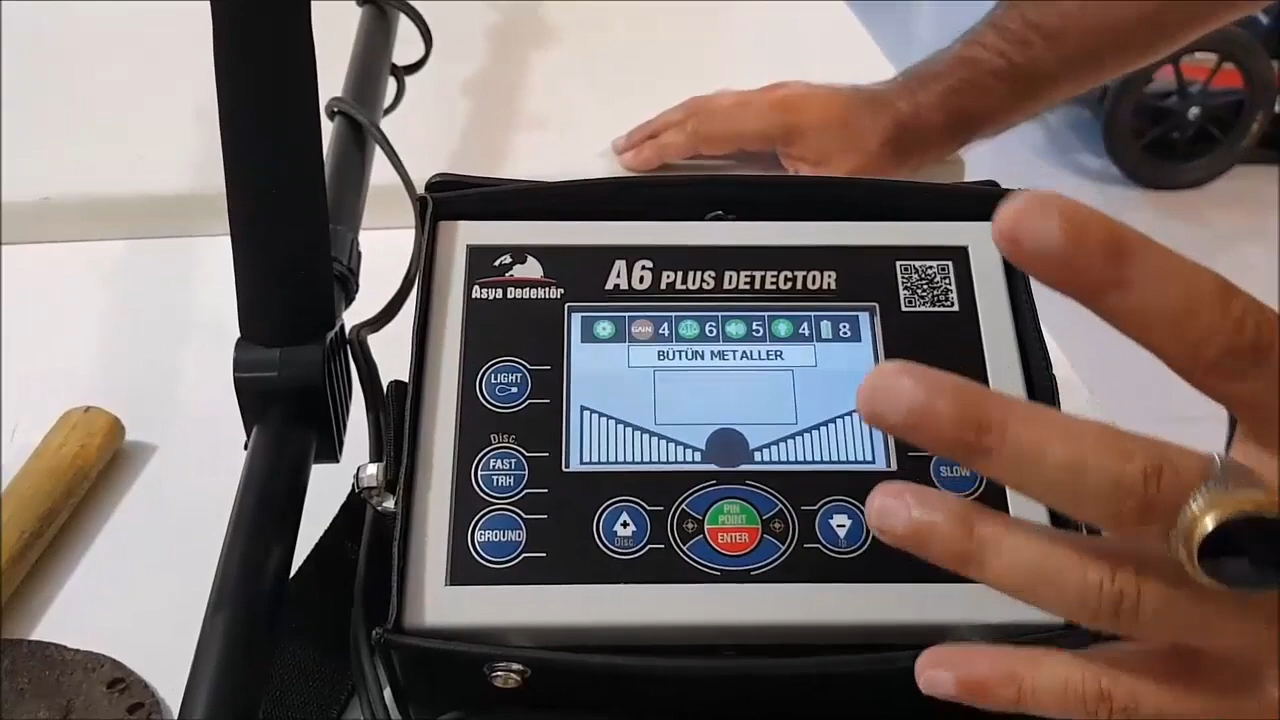 Asya Dedektör
A6 PLUS DETECTOR
GAIN 4 6 5 4 8
BÜTÜN METALLER
LIGHT
Disc.
FAST
TRH
GROUND
SLOW
Disc.
PIN
POINT
ENTER